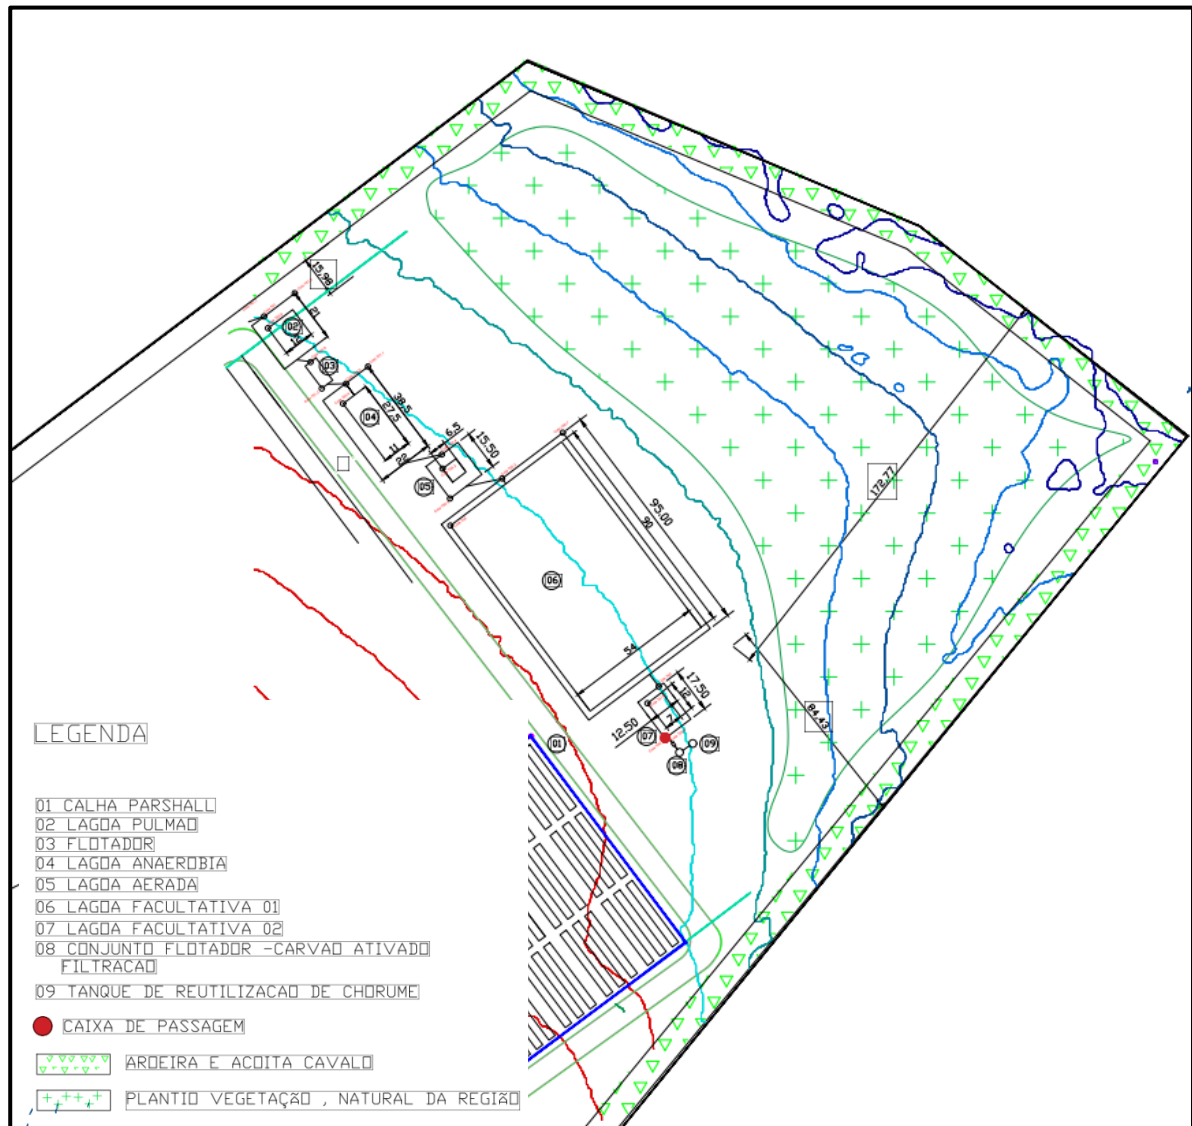 15,98
02
21
14
03
38,5
27,5
04
11
22
6,5
15,50
05
95.00
90
06
54
172,77
17.50
12
7
12.50
07
08
09
84,43
01
LEGENDA
01 CALHA PARSHALL
02 LAGOA PULMAO
03 FLOTADOR
04 LAGOA ANAEROBIA
05 LAGOA AERADA
06 LAGOA FACULTATIVA 01
07 LAGOA FACULTATIVA 02
08 CONJUNTO FLOTADOR -CARVAO ATIVADO
FILTRACAO
09 TANQUE DE REUTILIZACAO DE CHORUME
CAIXA DE PASSAGEM
AROEIRA E ACOITA CAVALO
PLANTIO VEGETAÇÃO , NATURAL DA REGIÃO